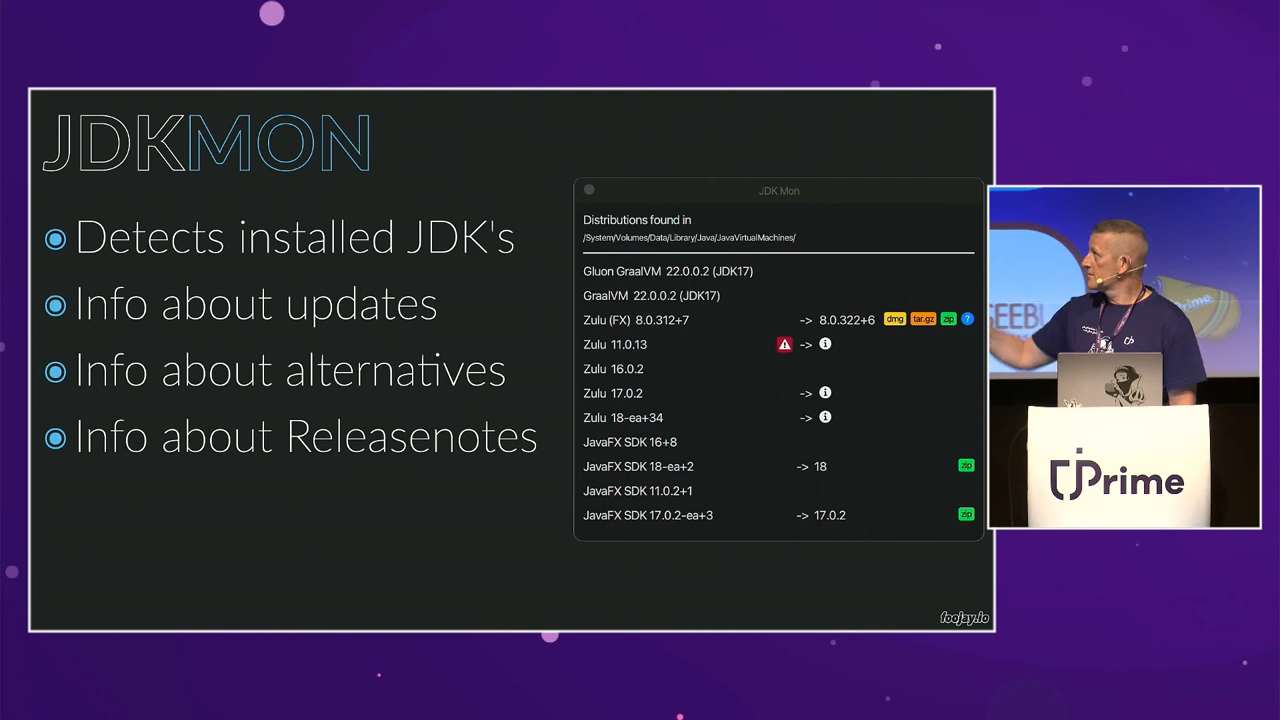 JDKMON
Detects installed JDK's
Info about updates
Info about alternatives
Info about Releasenotes
JDK Mon
Distributions found in
/System/Volumes/Data/Library/Java/JavaVirtualMachines/
Gluon GraalVM 22.0.0.2 (JDK17)
GraalVM 22.0.0.2 (JDK17)
Zulu (FX) 8.0.312+7 -> 8.0.322+6 dmg tar.gz zip ?
Zulu 11.0.13 ->
Zulu 16.0.2
Zulu 17.0.2 ->
Zulu 18-ea+34 ->
JavaFX SDK 16+8
JavaFX SDK 18-ea+2 -> 18 zip
JavaFX SDK 11.0.2+1
JavaFX SDK 17.0.2-ea+3 -> 17.0.2 zip
foojay.io
SEEBU
jPrime